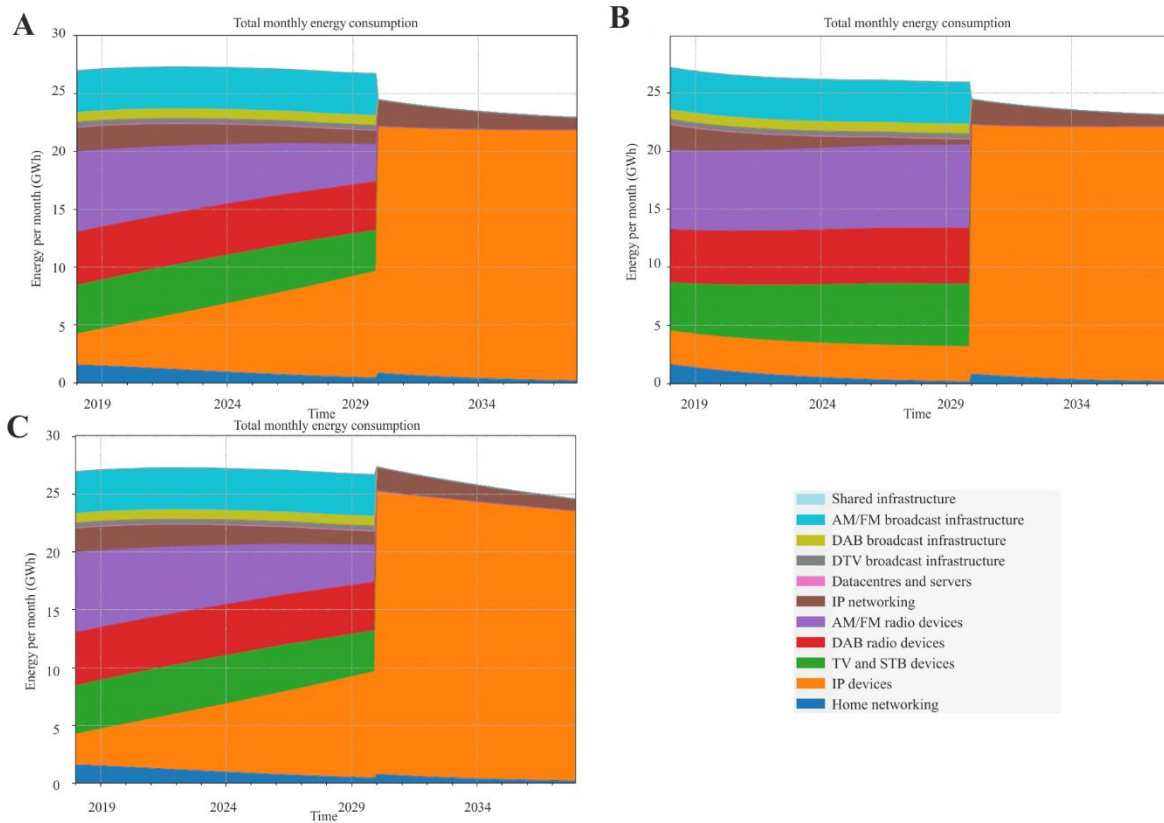 A
Total monthly energy consumption
30
25
20
15
10
5
0
Energy per month (GWh)
2019 2024 2029 2034
Time
B
Total monthly energy consumption
25
20
15
10
5
0
Energy per month (GWh)
2019 2024 2029 2034
Time
C
Total monthly energy consumption
30
25
20
15
10
5
0
Energy per month (GWh)
2019 2024 2029 2034
Time
Shared infrastructure
AM/FM broadcast infrastructure
DAB broadcast infrastructure
DTV broadcast infrastructure
Datacentres and servers
IP networking
AM/FM radio devices
DAB radio devices
TV and STB devices
IP devices
Home networking